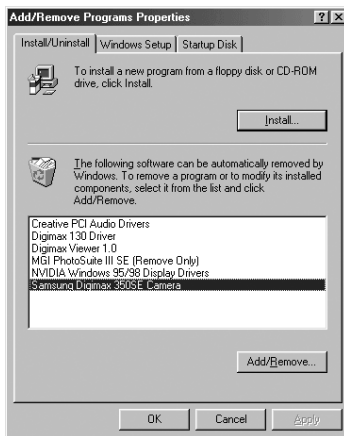 Add/Remove Programs Properties
Install/Uninstall
Windows Setup
Startup Disk
To install a new program from a floppy disk or CD-ROM
drive, click Install.
Install...
The following software can be automatically removed by
Windows. To remove a program or to modify its installed
components, select it from the list and click
Add/Remove.
Creative PCI Audio Drivers
Digimax 130 Driver
Digimax Viewer 1.0
MGI PhotoSuite III SE (Remove Only)
NVIDIA Windows 95/98 Display Drivers
Samsung Digimax 350SE Camera
Add/Remove...
OK
Cancel
Apply